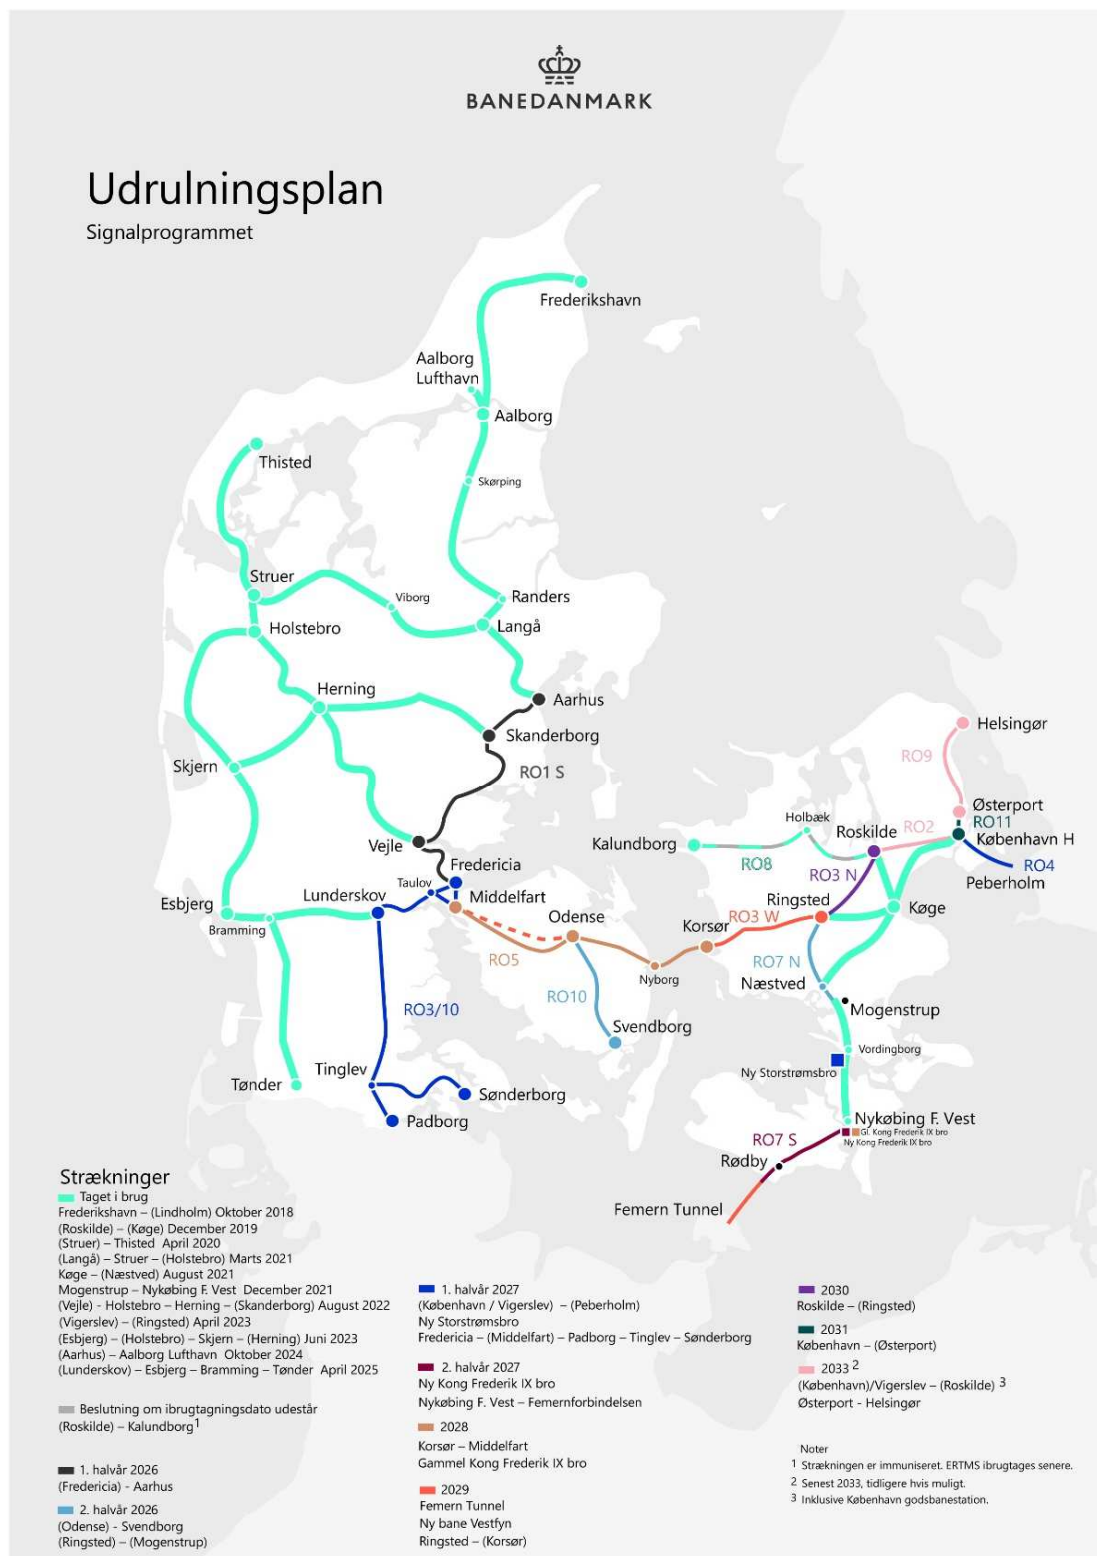 BANEDANMARK
Udrulningsplan
Signalprogrammet
Frederikshavn
Aalborg
Lufthavn
Aalborg
Thisted
Skørping
Struer
Viborg
Randers
Holstebro
Langå
Herning
Aarhus
Skanderborg
Helsingør
Skjern
RO1 S
RO9
Østerport
Holbæk
RO11
Roskilde
RO2
København H
Kalundborg
Vejle
RO8
RO4
Fredericia
RO3 N
Peberholm
Taulov
Lunderskov
Middelfart
Ringsted
Esbjerg
Køge
Odense
RO3 W
Korsør
Bramming
RO5
RO7 N
Nyborg
Næstved
RO10
RO3/10
Mogenstrup
Svendborg
Vordingborg
Tinglev
Ny Storstrømsbro
Tønder
Sønderborg
Padborg
Nykøbing F. Vest
Gl. Kong Frederik IX bro
Ny Kong Frederik IX bro
RO7 S
Rødby
Femern Tunnel
Strækninger
Taget i brug
Frederikshavn – (Lindholm) Oktober 2018
(Roskilde) – (Køge) December 2019
(Struer) – Thisted April 2020
(Langå) – Struer – (Holstebro) Marts 2021
Køge – (Næstved) August 2021
Mogenstrup – Nykøbing F. Vest December 2021
(Vejle) - Holstebro – Herning – (Skanderborg) August 2022
(Vigerslev) – (Ringsted) April 2023
(Esbjerg) – (Holstebro) – Skjern – (Herning) Juni 2023
(Aarhus) – Aalborg Lufthavn Oktober 2024
(Lunderskov) – Esbjerg – Bramming – Tønder April 2025
Beslutning om ibrugtagningsdato udestår
(Roskilde) – Kalundborg 1
1. halvår 2026
(Fredericia) - Aarhus
2. halvår 2026
(Odense) - Svendborg
(Ringsted) – (Mogenstrup)
1. halvår 2027
(København / Vigerslev) – (Peberholm)
Ny Storstrømsbro
Fredericia – (Middelfart) – Padborg – Tinglev – Sønderborg
2. halvår 2027
Ny Kong Frederik IX bro
Nykøbing F. Vest – Femernforbindelsen
2028
Korsør – Middelfart
Gammel Kong Frederik IX bro
2029
Femern Tunnel
Ny bane Vestfyn
Ringsted – (Korsør)
2030
Roskilde – (Ringsted)
2031
København – (Østerport)
2033 2
(København)/Vigerslev – (Roskilde) 3
Østerport - Helsingør
Noter
1 Strækningen er immuniseret. ERTMS ibrugtages senere.
2 Senest 2033, tidligere hvis muligt.
3 Inklusive København godsbanestation.